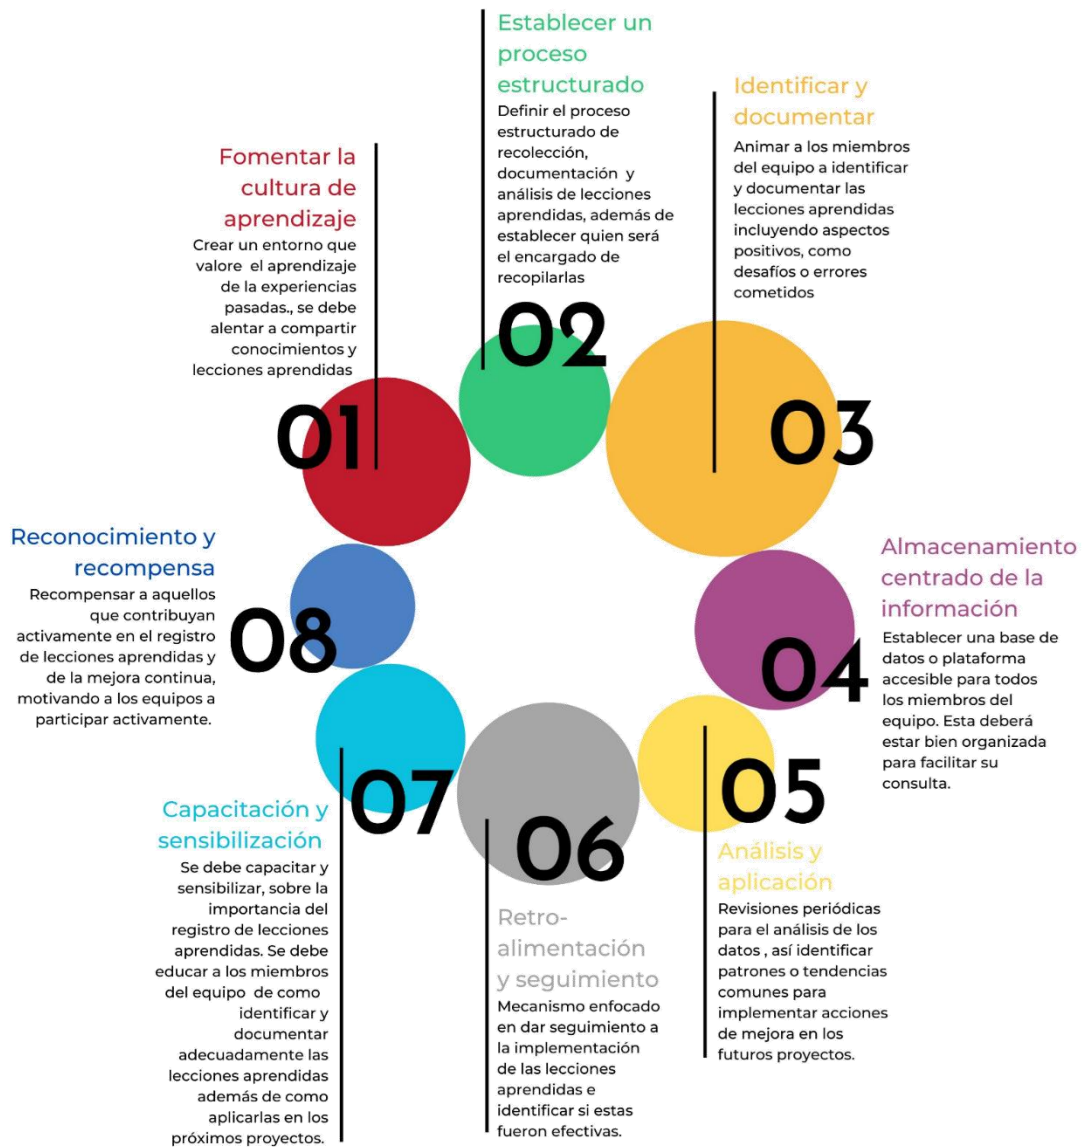 Fomentar la
cultura de
aprendizaje
Crear un entorno que
valore el aprendizaje
de la experiencias
pasadas., se debe
alentar a compartir
conocimientos y
lecciones aprendidas
01
Establecer un
proceso
estructurado
Definir el proceso
estructurado de
recolección,
documentación y
análisis de lecciones
aprendidas, además de
establecer quien será
el encargado de
recopilarlas
02
Identificar y
documentar
Animar a los miembros
del equipo a identificar
y documentar las
lecciones aprendidas
incluyendo aspectos
positivos, como
desafíos o errores
cometidos
03
Almacenamiento
centrado de la
información
Establecer una base de
datos o plataforma
accesible para todos
los miembros del
equipo. Esta deberá
estar bien organizada
para facilitar su
consulta.
04
05
Análisis y
aplicación
Revisiones periódicas
para el análisis de los
datos , así identificar
patrones o tendencias
comunes para
implementar acciones
de mejora en los
futuros proyectos.
06
Retro-
alimentación
y seguimiento
Mecanismo enfocado
en dar seguimiento a
la implementación
de las lecciones
aprendidas e
identificar si estas
fueron efectivas.
07
Capacitación y
sensibilización
Se debe capacitar y
sensibilizar, sobre la
importancia del
registro de lecciones
aprendidas. Se debe
educar a los miembros
del equipo de como
identificar y
documentar
adecuadamente las
lecciones aprendidas
además de como
aplicarlas en los
próximos proyectos.
Reconocimiento y
recompensa
Recompensar a aquellos
que contribuyan
activamente en el registro
de lecciones aprendidas y
de la mejora continua,
motivando a los equipos a
participar activamente.
08